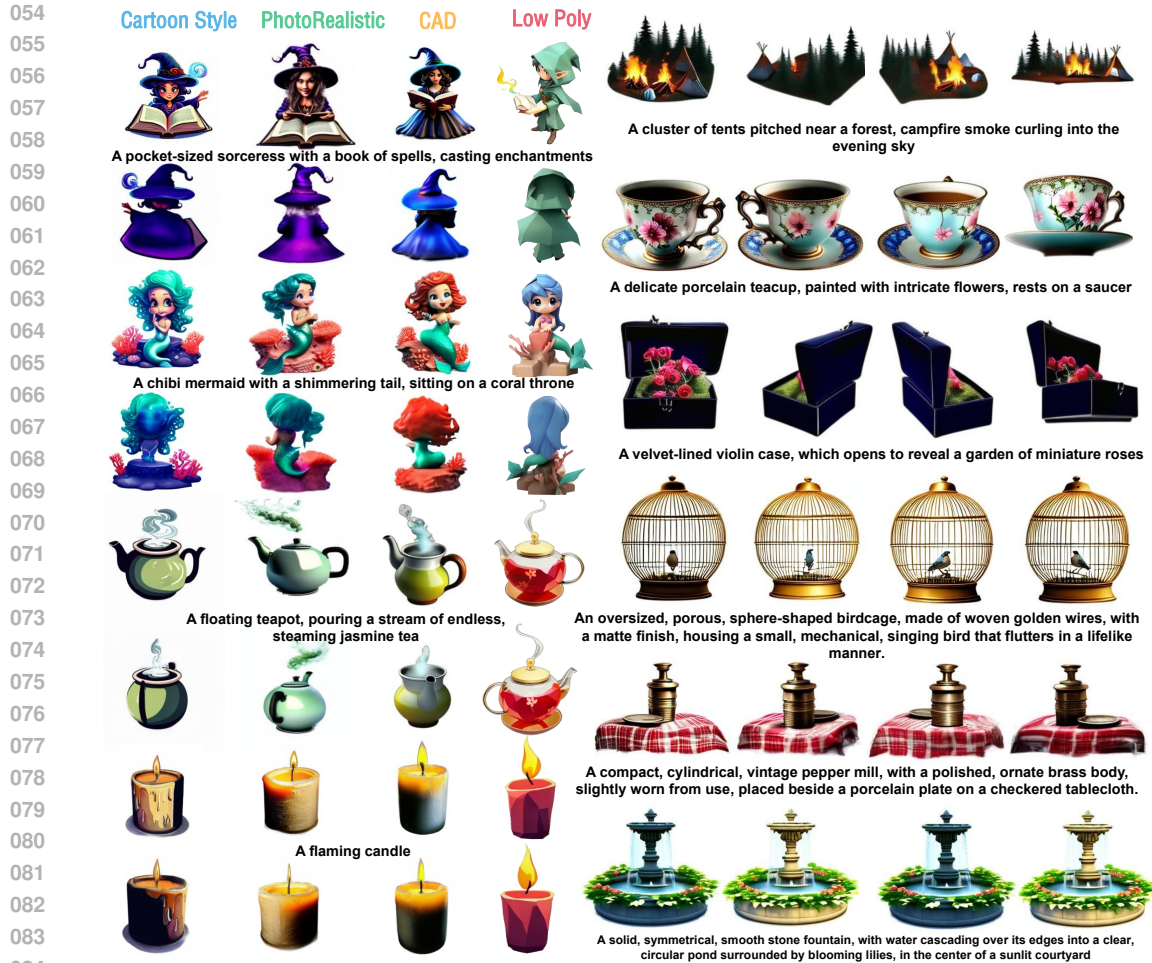 054
055
056
057
058
059
060
061
062
063
064
065
066
067
068
069
070
071
072
073
074
075
076
077
078
079
080
081
082
083
Cartoon Style PhotoRealistic CAD Low Poly
A pocket-sized sorceress with a book of spells, casting enchantments
A chibi mermaid with a shimmering tail, sitting on a coral throne
A floating teapot, pouring a stream of endless,
steaming jasmine tea
A flaming candle
A cluster of tents pitched near a forest, campfire smoke curling into the
evening sky
A delicate porcelain teacup, painted with intricate flowers, rests on a saucer
A velvet-lined violin case, which opens to reveal a garden of miniature roses
An oversized, porous, sphere-shaped birdcage, made of woven golden wires, with
a matte finish, housing a small, mechanical, singing bird that flutters in a lifelike
manner.
A compact, cylindrical, vintage pepper mill, with a polished, ornate brass body,
slightly worn from use, placed beside a porcelain plate on a checkered tablecloth.
A solid, symmetrical, smooth stone fountain, with water cascading over its edges into a clear,
circular pond surrounded by blooming lilies, in the center of a sunlit courtyard